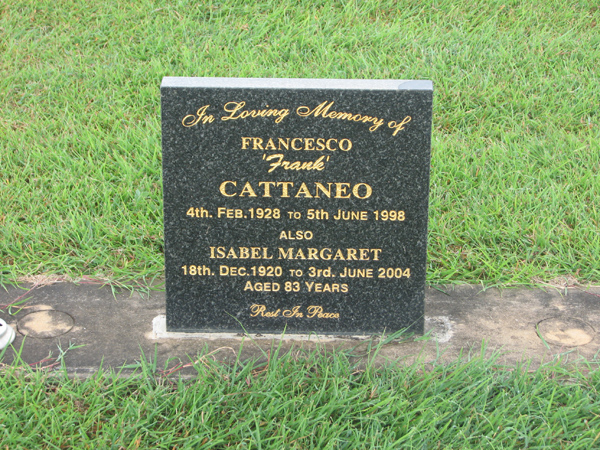 In Loving Memory of
FRANCESCO
'Frank'
CATTANEO
4th. FEB.1928 TO 5th JUNE 1998
ALSO
ISABEL MARGARET
18th. DEC.1920 TO 3rd. JUNE 2004
AGED 83 YEARS
Rest In Peace